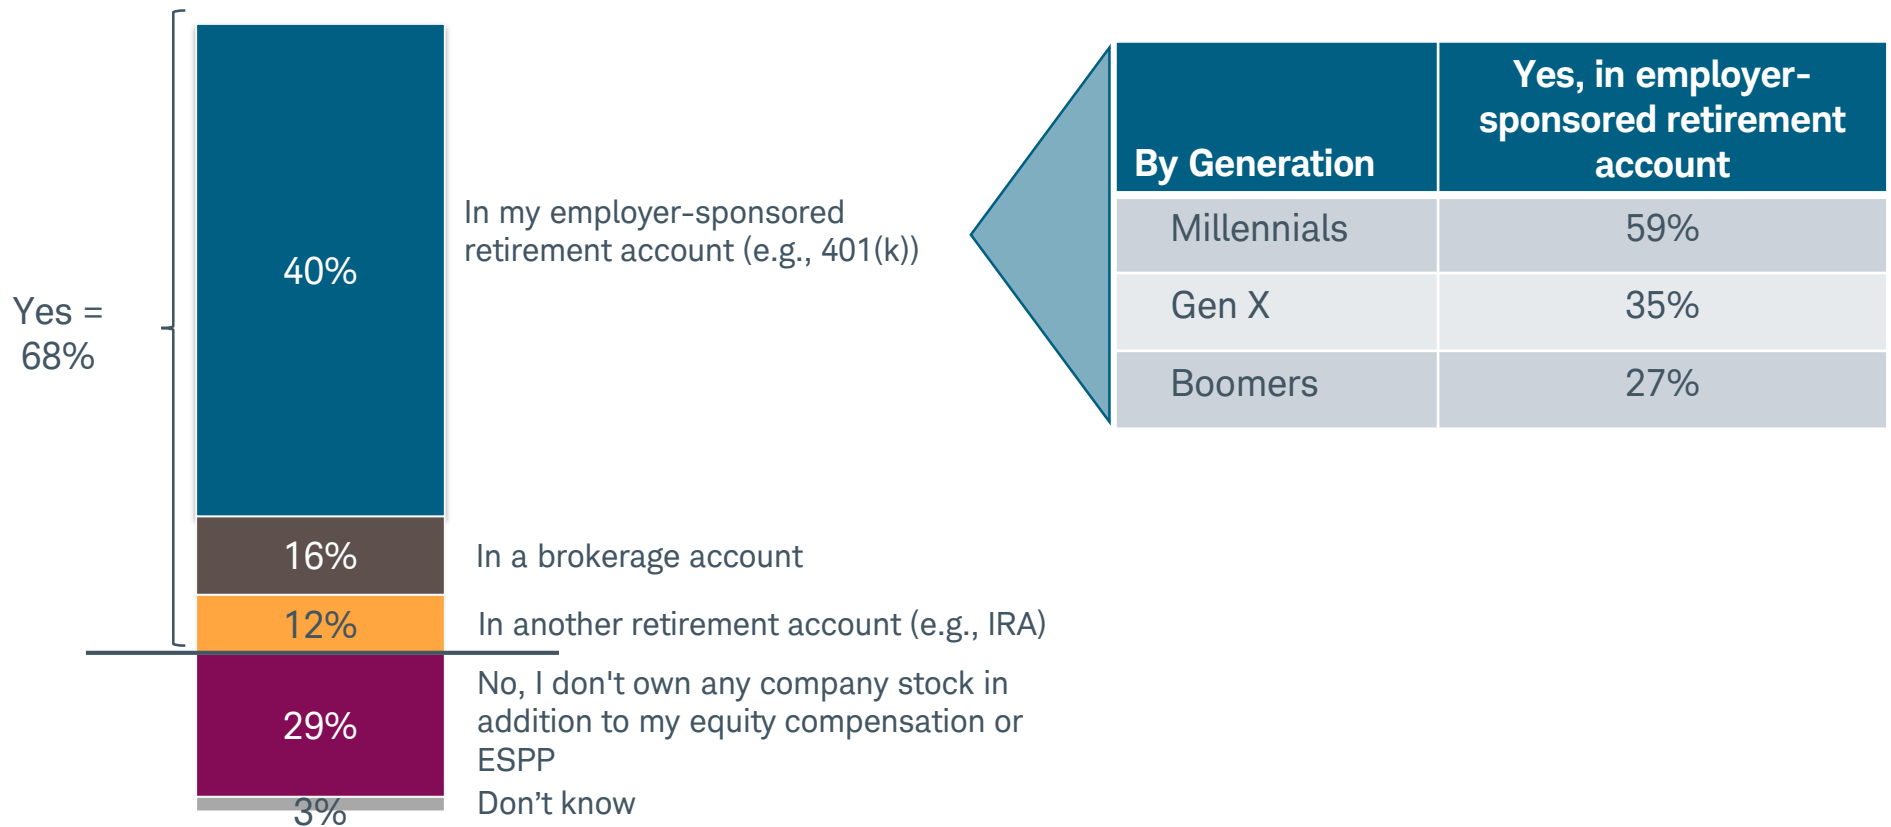 Yes =
68%
40%
In my employer-sponsored
retirement account (e.g., 401(k))
16%
In a brokerage account
12%
In another retirement account (e.g., IRA)
29%
No, I don't own any company stock in
addition to my equity compensation or
ESPP
3%
Don’t know
By Generation
Yes, in employer-
sponsored retirement
account
Millennials
59%
Gen X
35%
Boomers
27%